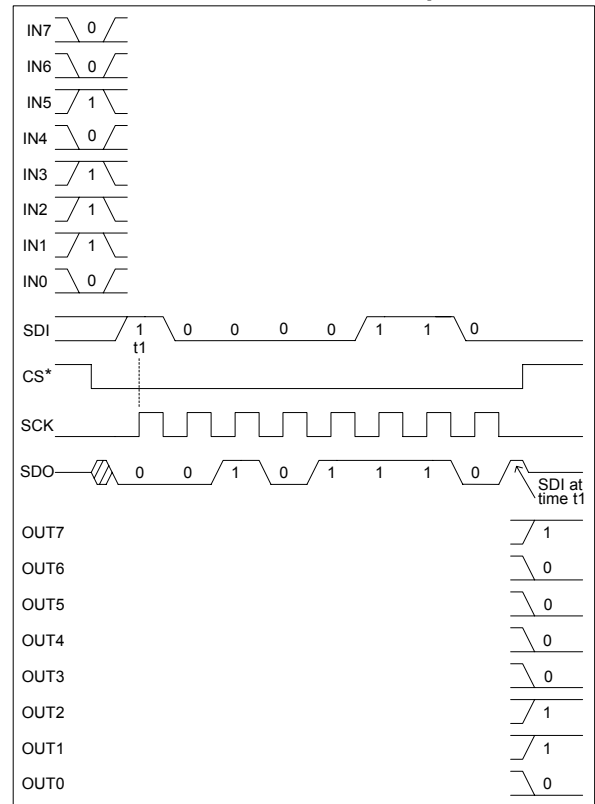 IN7 0
IN6 0
IN5 1
IN4 0
IN3 1
IN2 1
IN1 1
IN0 0
SDI 1 0 0 0 0 1 1 0
t1
CS*
SCK
SDO 0 0 1 0 1 1 1 0
SDI at
time t1
OUT7 1
OUT6 0
OUT5 0
OUT4 0
OUT3 0
OUT2 1
OUT1 1
OUT0 0